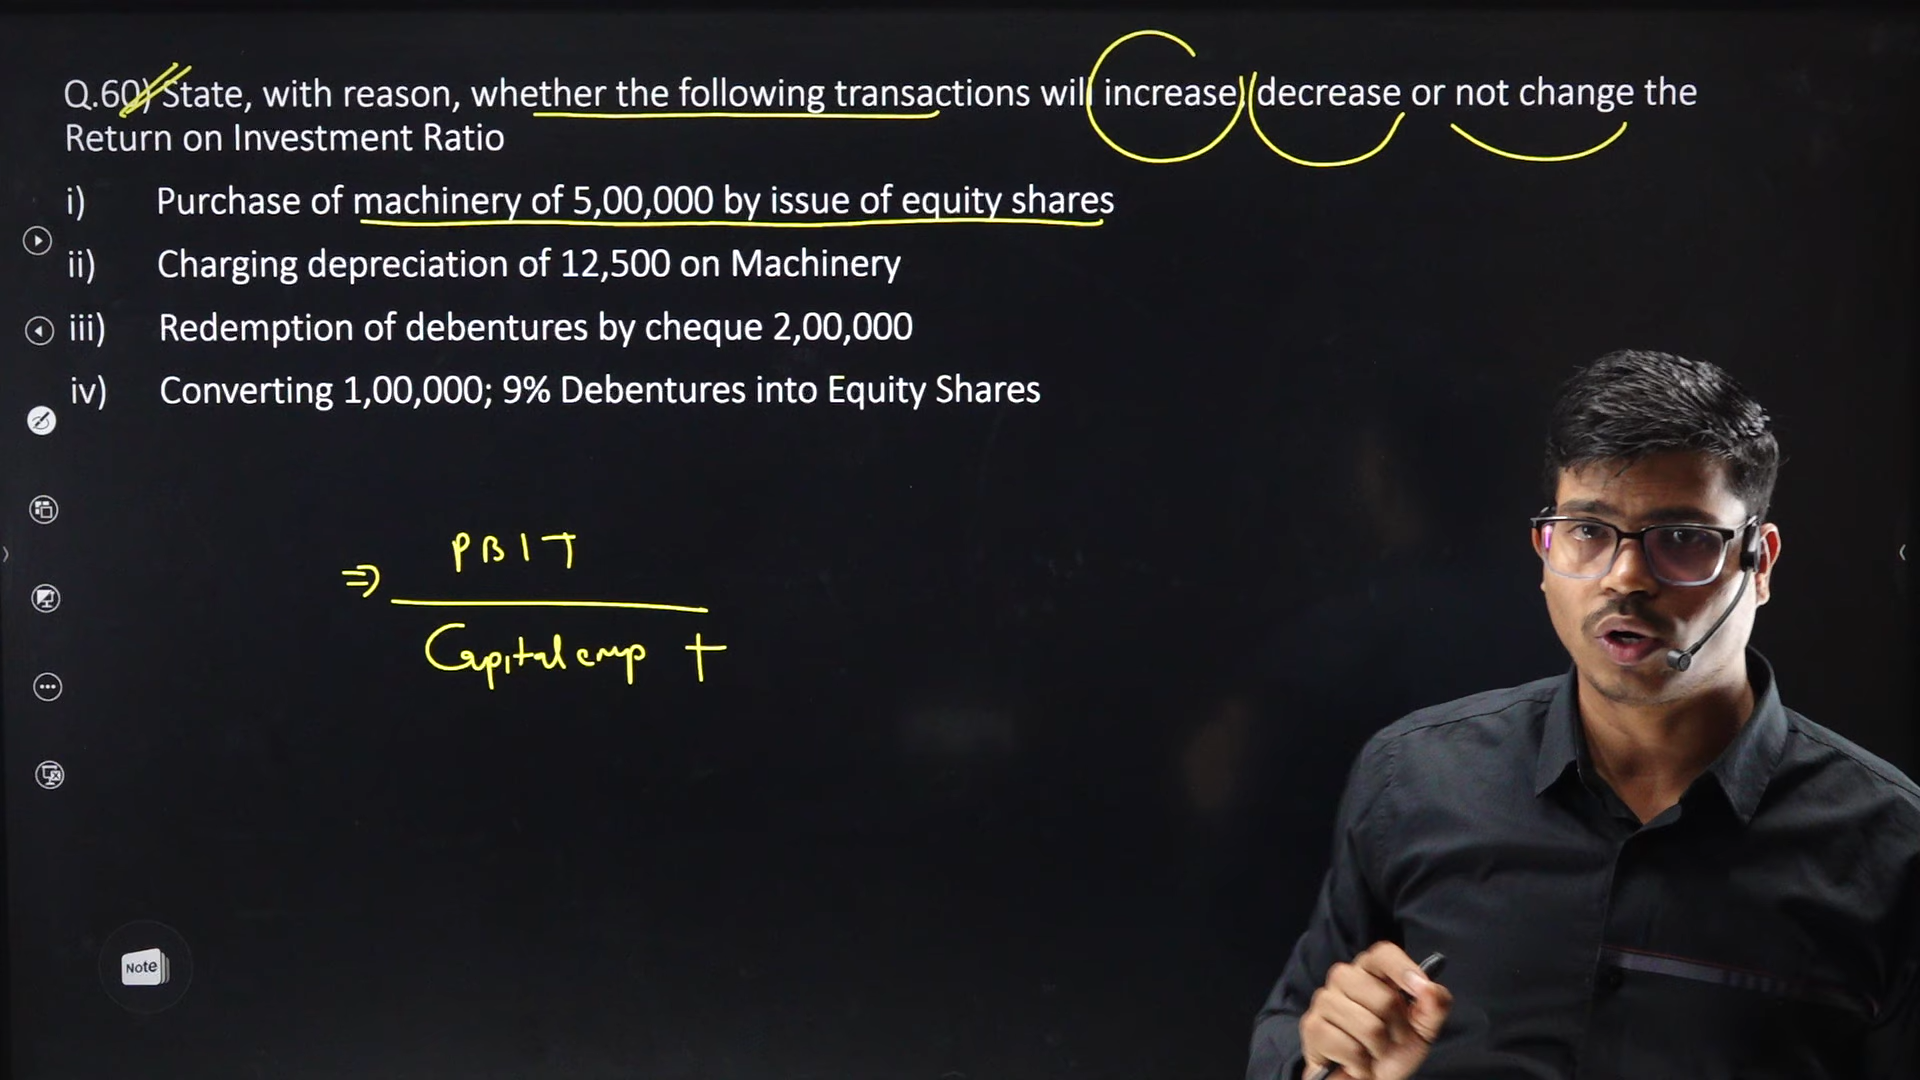 Q.60) State, with reason, whether the following transactions will increase, decrease or not change the
Return on Investment Ratio
i) Purchase of machinery of 5,00,000 by issue of equity shares
ii) Charging depreciation of 12,500 on Machinery
iii) Redemption of debentures by cheque 2,00,000
iv) Converting 1,00,000; 9% Debentures into Equity Shares
⇒ PBIT
Capital emp +
Note